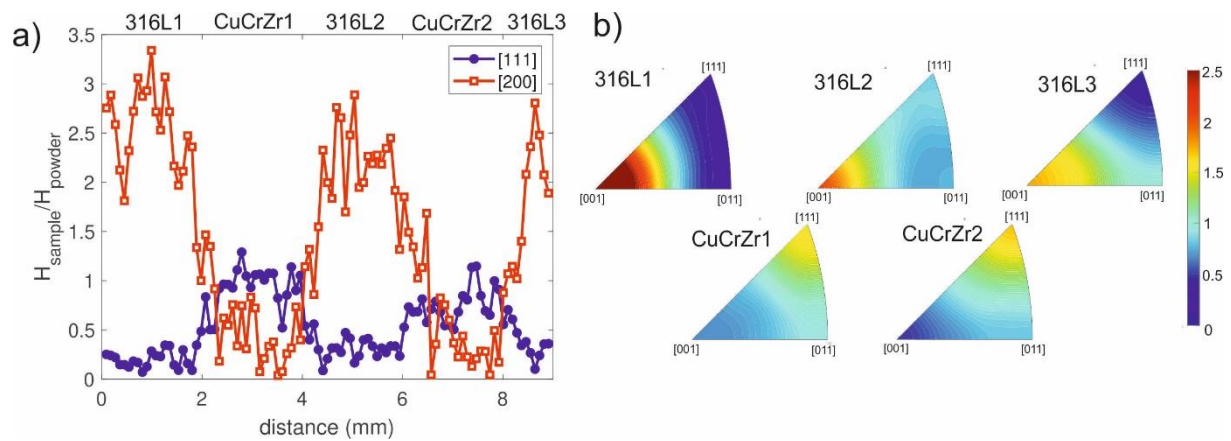 a)
316L1 CuCrZr1 316L2 CuCrZr2 316L3
[111]
[200]
H_sample/H_powder
3.5
3
2.5
2
1.5
1
0.5
0
0 2 4 6 8
distance (mm)
b)
316L1 [111] [001] [011]
316L2 [111] [001] [011]
316L3 [111] [001] [011]
CuCrZr1 [111] [001] [011]
CuCrZr2 [111] [001] [011]
2.5
2
1.5
1
0.5
0